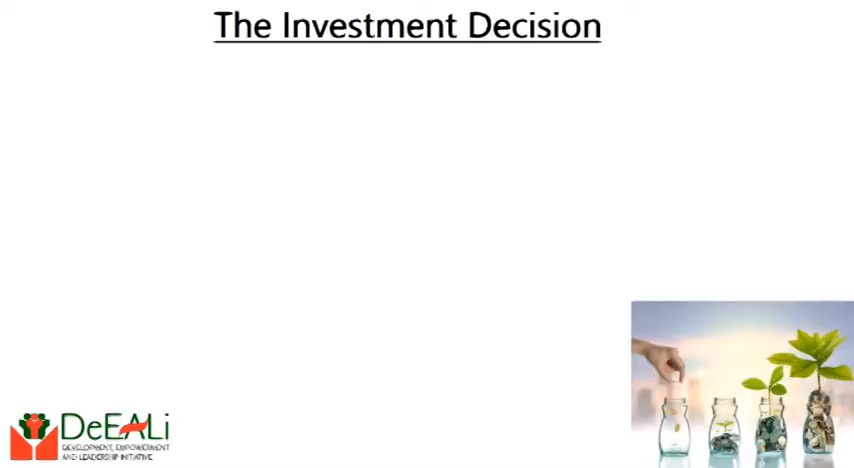 The Investment Decision
DeEALi
DEVELOPMENT, EMPOWERMENT
AND LEADERSHIP INITIATIVE